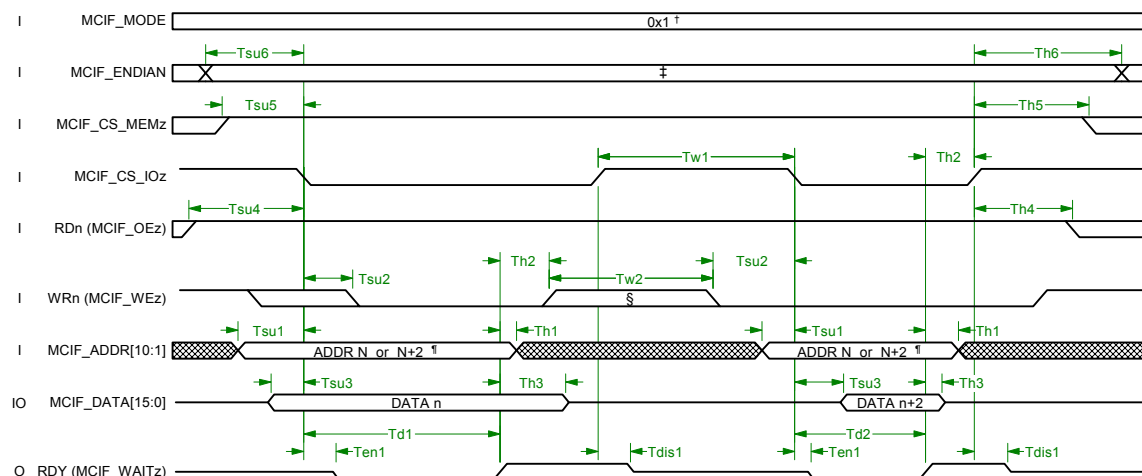 I MCIF_MODE 0x1 †
Tsu6 Th6
I MCIF_ENDIAN ‡
Tsu5 Th5
I MCIF_CS_MEMz
Tw1 Th2
I MCIF_CS_IOz
Tsu4 Th4
I RDn (MCIF_OEz)
Tsu2 Th2 Tw2 Tsu2
I WRn (MCIF_WEz) §
Tsu1 Th1 Tsu1 Th1
I MCIF_ADDR[10:1] ADDR N or N+2 ¶ ADDR N or N+2 ¶
Tsu3 Th3 Tsu3 Th3
IO MCIF_DATA[15:0] DATA n DATA n+2
Td1 Td2
Ten1 Tdis1 Ten1 Tdis1
O RDY (MCIF_WAITz)